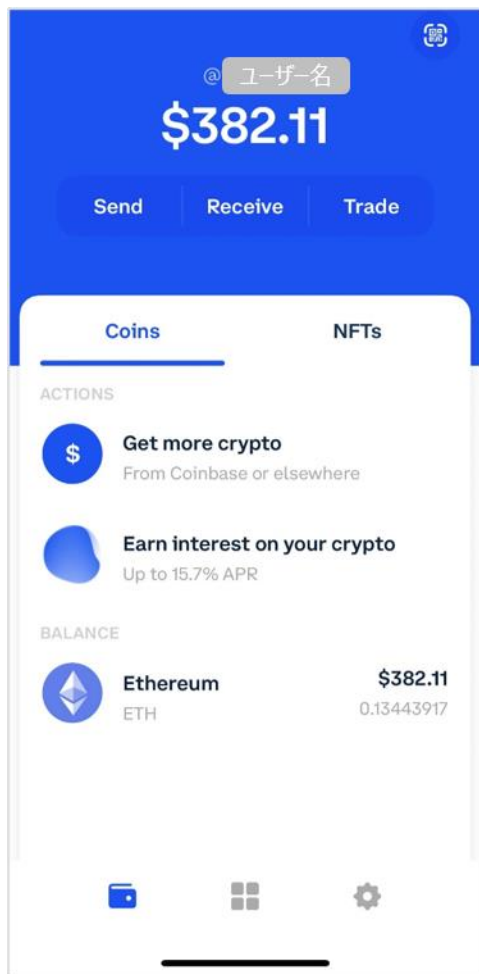 @ ユーザー名
$382.11
Send Receive Trade
Coins NFTs
ACTIONS
$
Get more crypto
From Coinbase or elsewhere
Earn interest on your crypto
Up to 15.7% APR
BALANCE
Ethereum $382.11
ETH 0.13443917